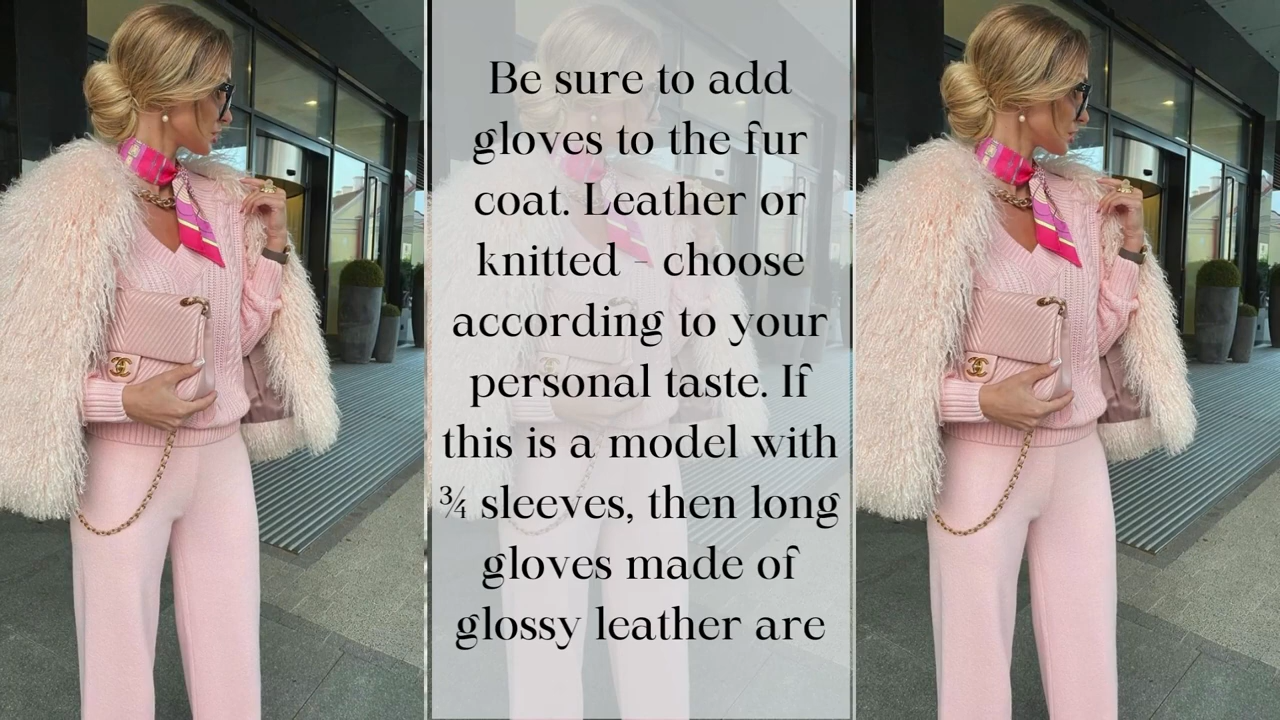 Be sure to add
gloves to the fur
coat. Leather or
knitted - choose
according to your
personal taste. If
this is a model with
¾ sleeves, then long
gloves made of
glossy leather are